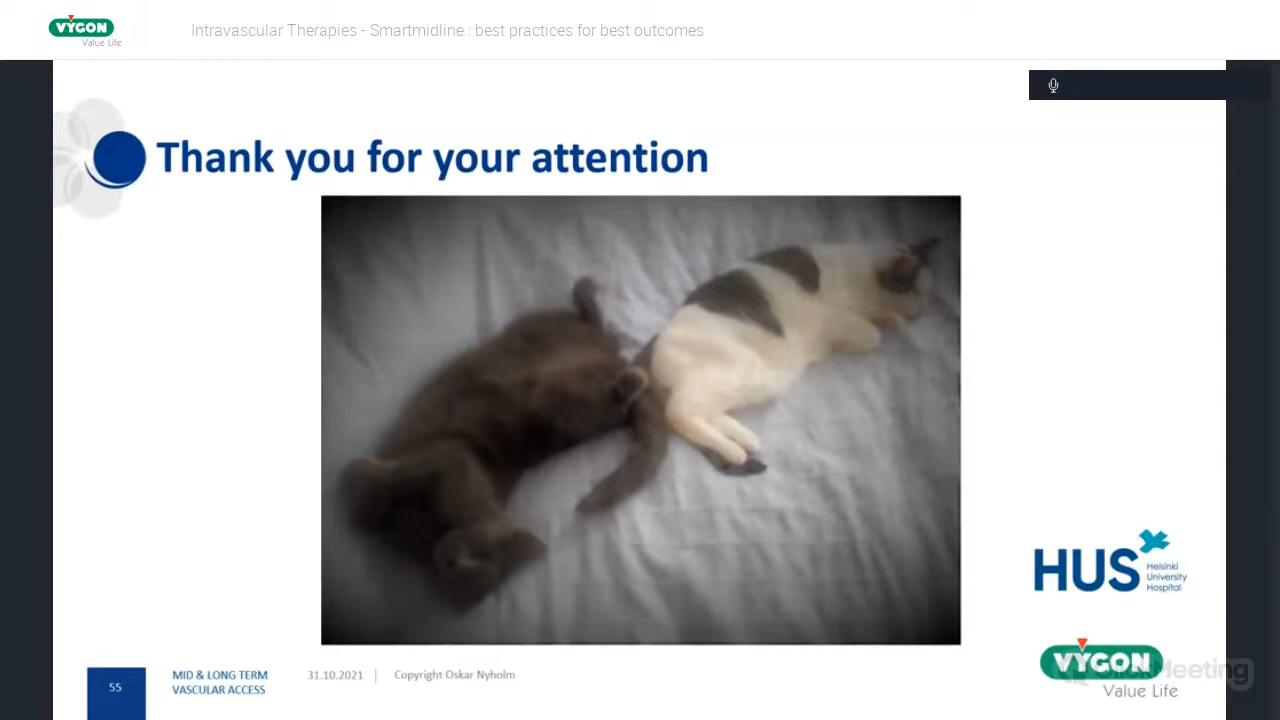 VYGON
Value Life
Intravascular Therapies - Smartmidline : best practices for best outcomes
Thank you for your attention
HUS
Helsinki
University
Hospital
55
MID & LONG TERM
VASCULAR ACCESS
31.10.2021
Copyright Oskar Nyholm
VYGON
Value Life
ClickMeeting